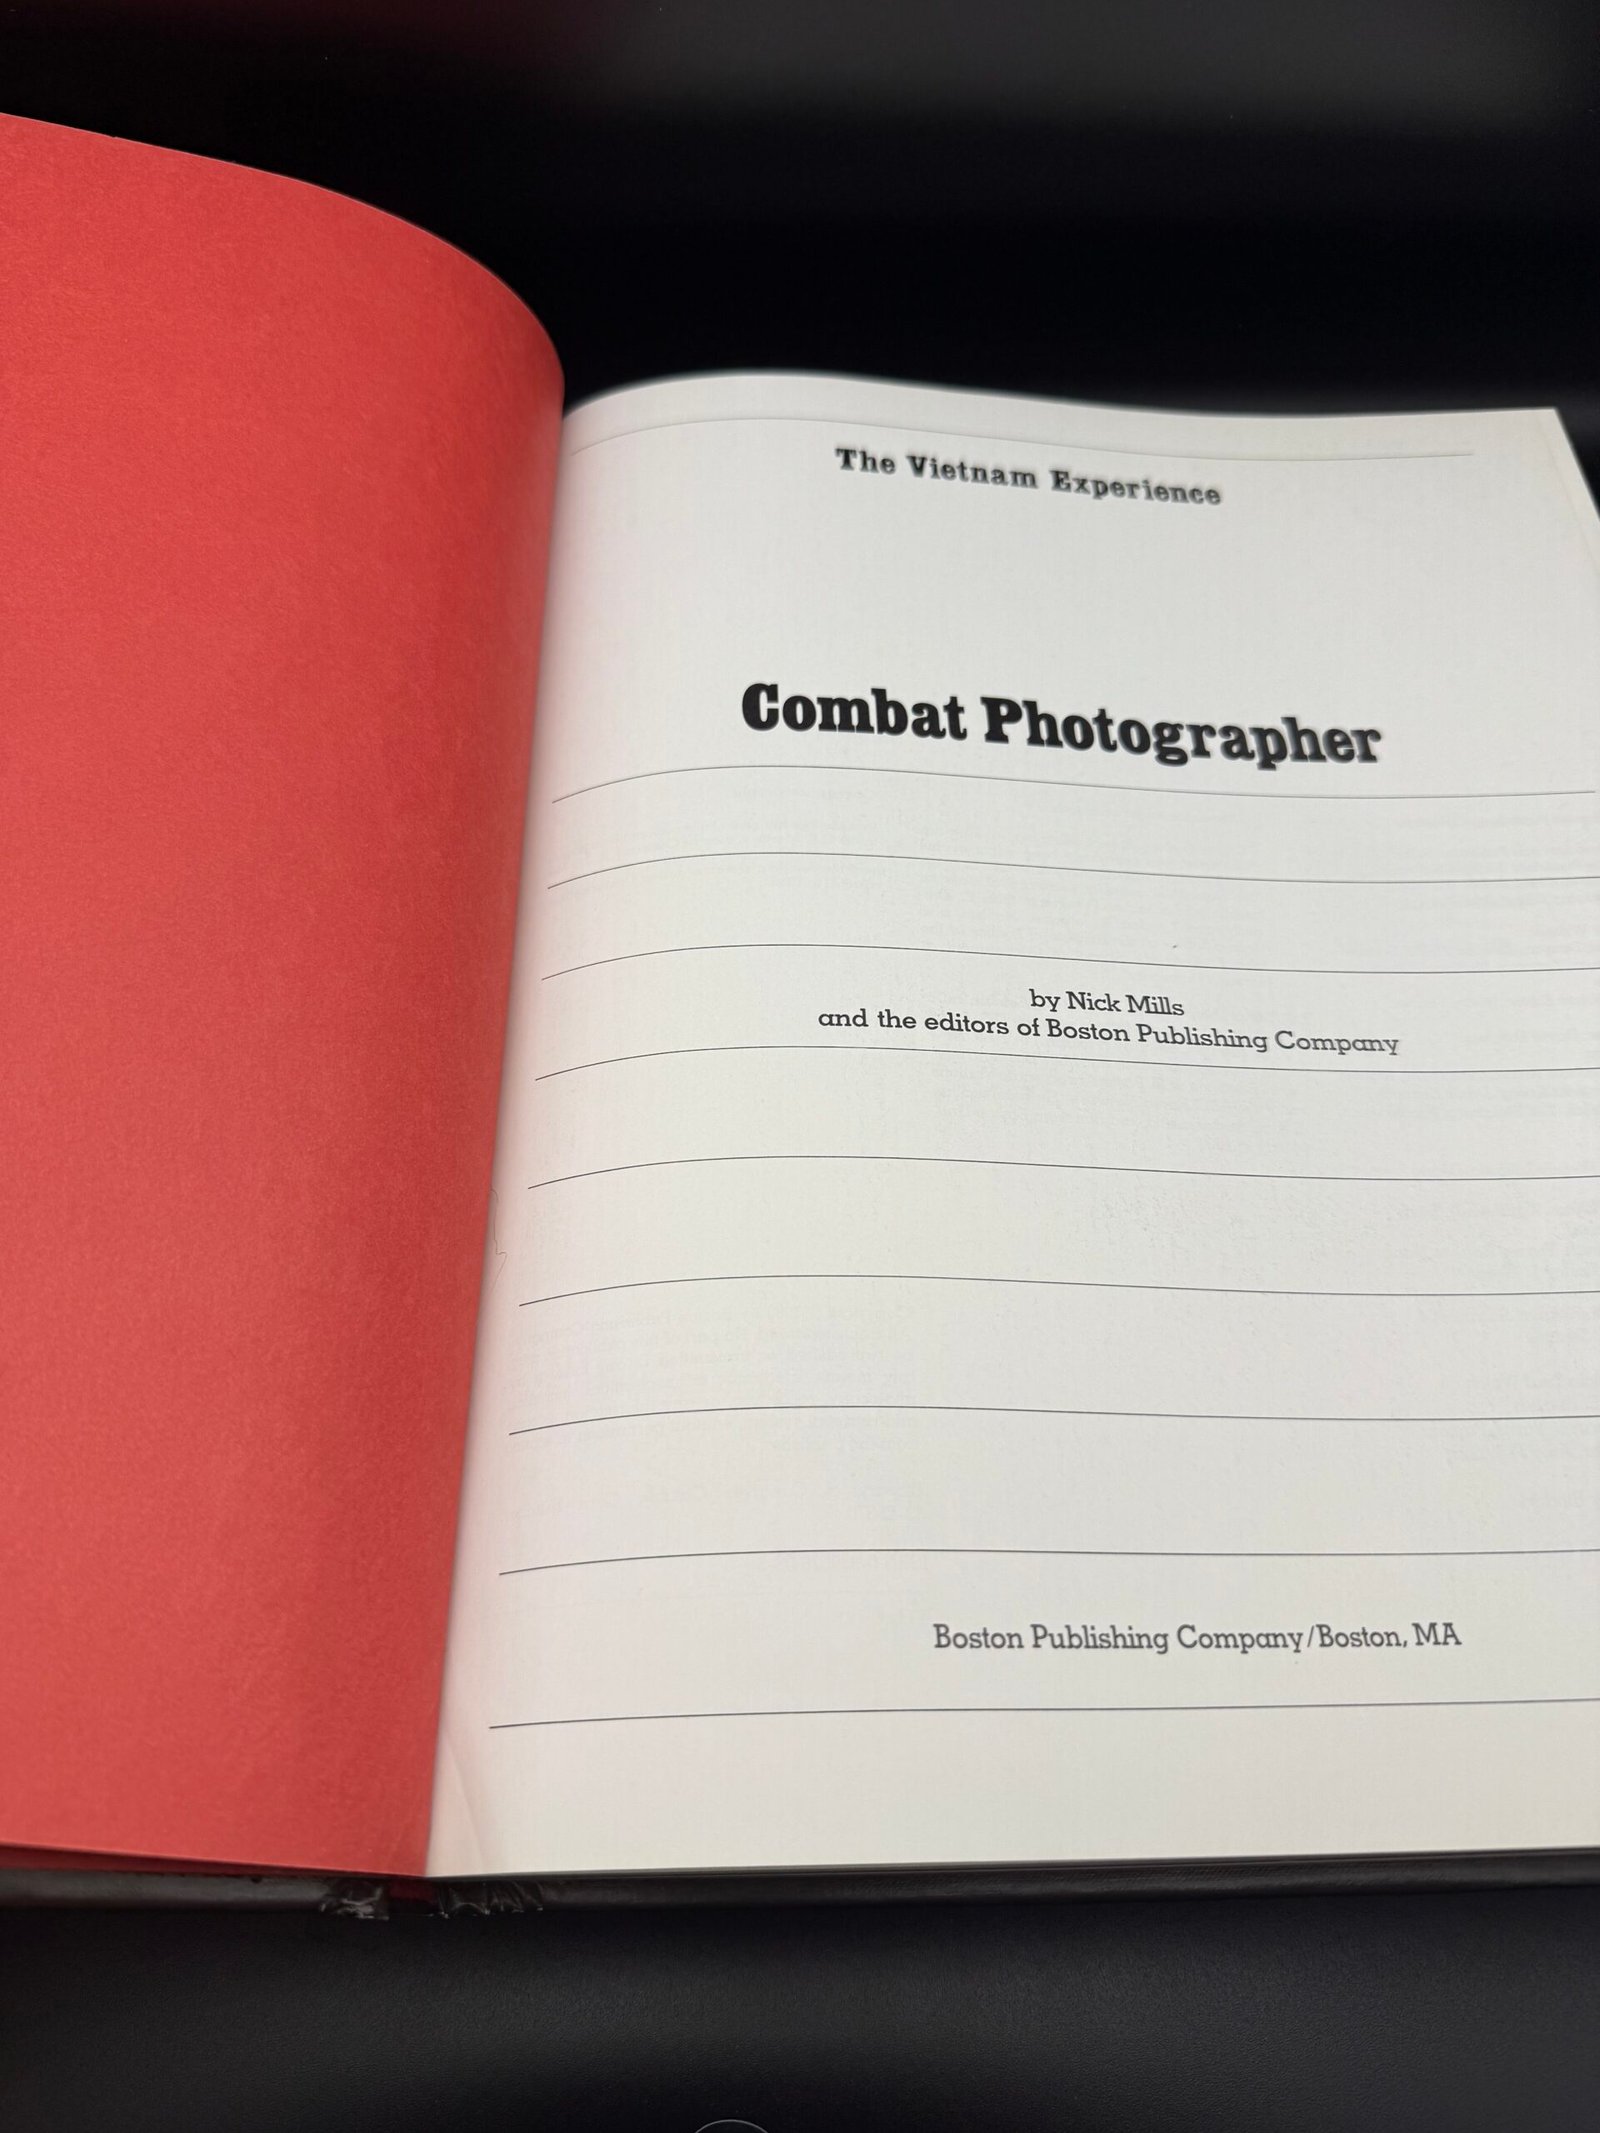 The Vietnam Experience
Combat Photographer
by Nick Mills
and the editors of Boston Publishing Company
Boston Publishing Company/Boston, MA